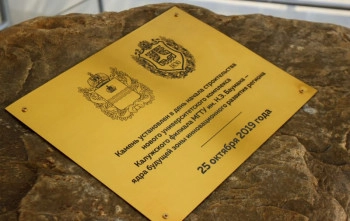 Камень установлен в день начала строительства
нового университетского комплекса
Калужского филиала МГТУ им. Н.Э. Баумана –
ядра будущей зоны инновационного развития региона
25 октября 2019 года